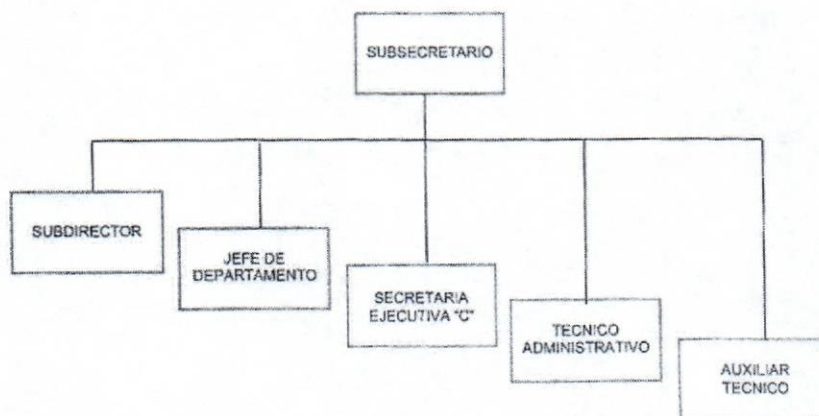 SUBSECRETARIO
SUBDIRECTOR
JEFE DE
DEPARTAMENTO
SECRETARIA
EJECUTIVA "C"
TECNICO
ADMINISTRATIVO
AUXILIAR
TECNICO